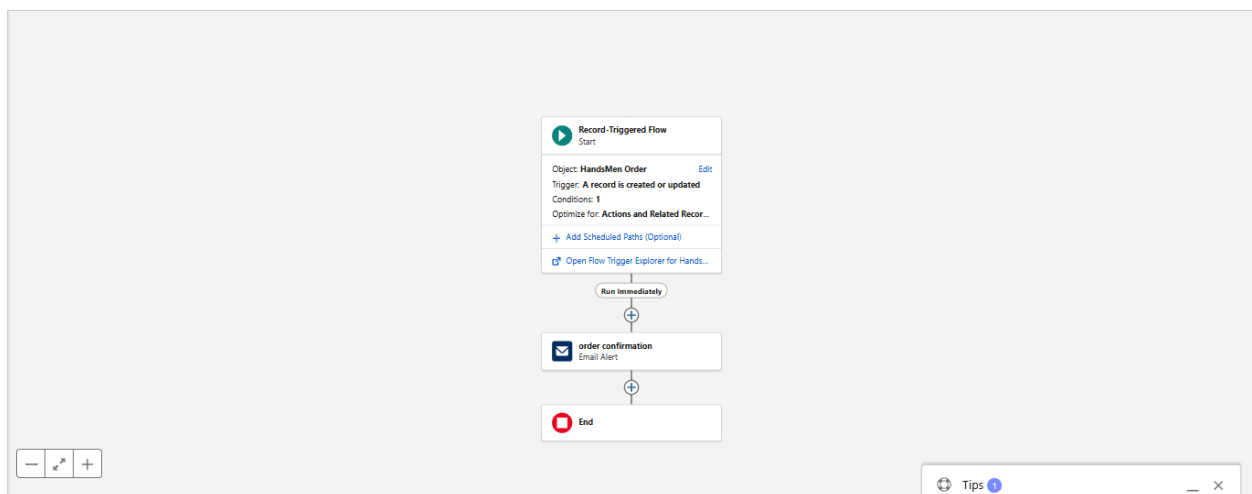 Record-Triggered Flow
Start
Object: HandsMen Order Edit
Trigger: A record is created or updated
Conditions: 1
Optimize for: Actions and Related Recor...
Add Scheduled Paths (Optional)
Open Flow Trigger Explorer for Hands...
Run Immediately
order confirmation
Email Alert
End
Tips 1